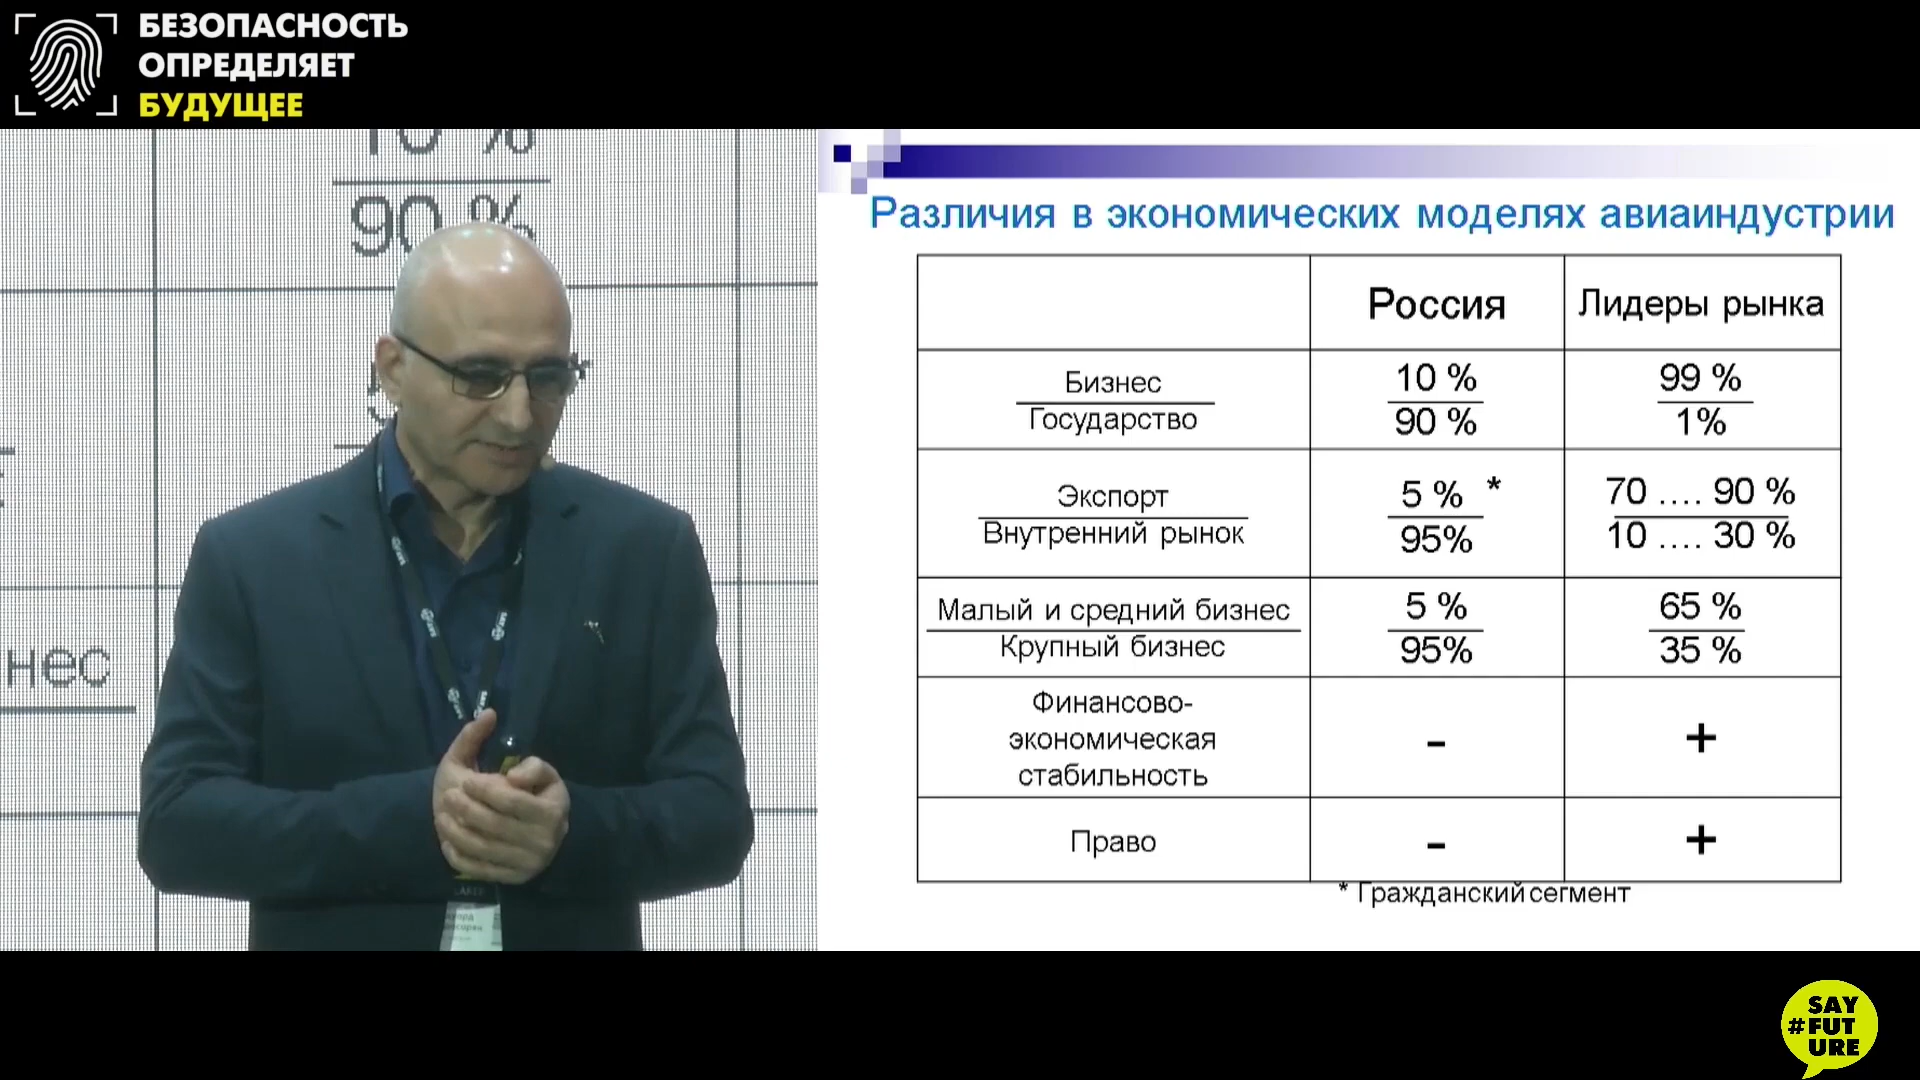 БЕЗОПАСНОСТЬ
ОПРЕДЕЛЯЕТ
БУДУЩЕЕ
10 %
90 %
нес
Различия в экономических моделях авиаиндустрии
Россия
Лидеры рынка
Бизнес
Государство
10 %
90 %
99 %
1%
Экспорт
Внутренний рынок
5 % *
95%
70 .... 90 %
10 .... 30 %
Малый и средний бизнес
Крупный бизнес
5 %
95%
65 %
35 %
Финансово-
экономическая
стабильность
-
+
Право
-
+
* Гражданский сегмент
SAY
#FUT
URE